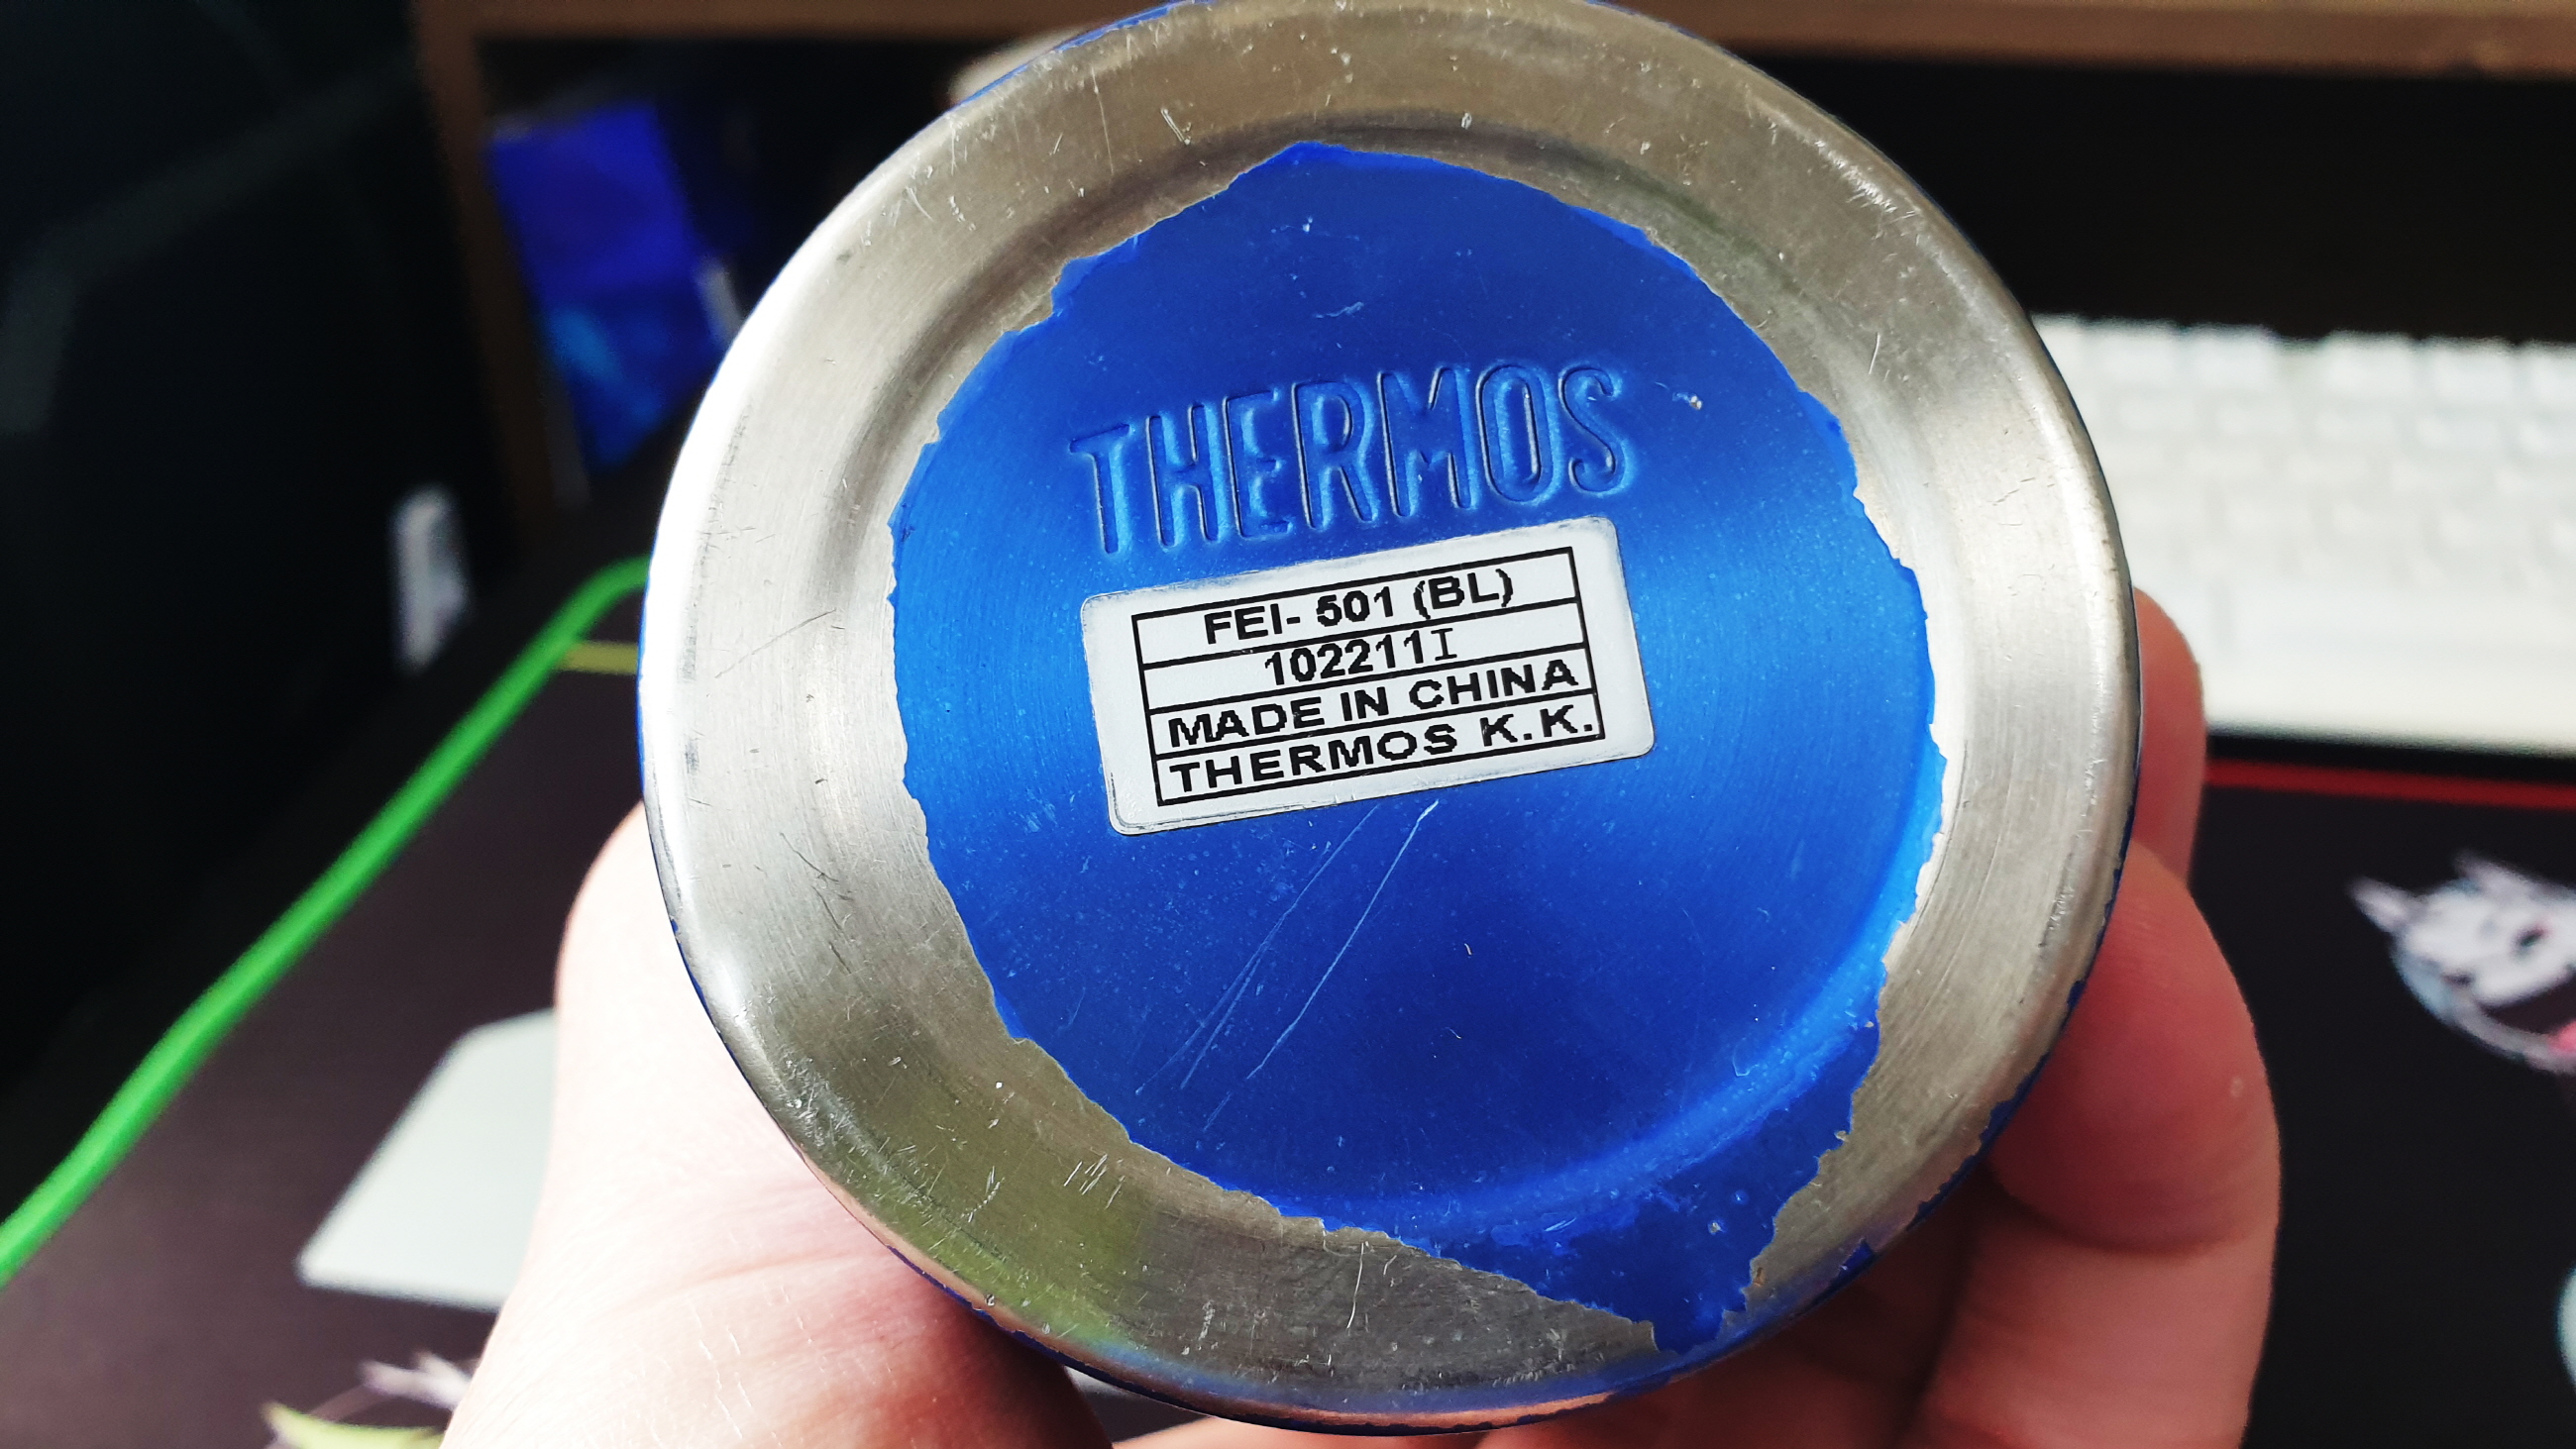 THERMOS
FEI- 501 (BL)
102211I
MADE IN CHINA
THERMOS K.K.